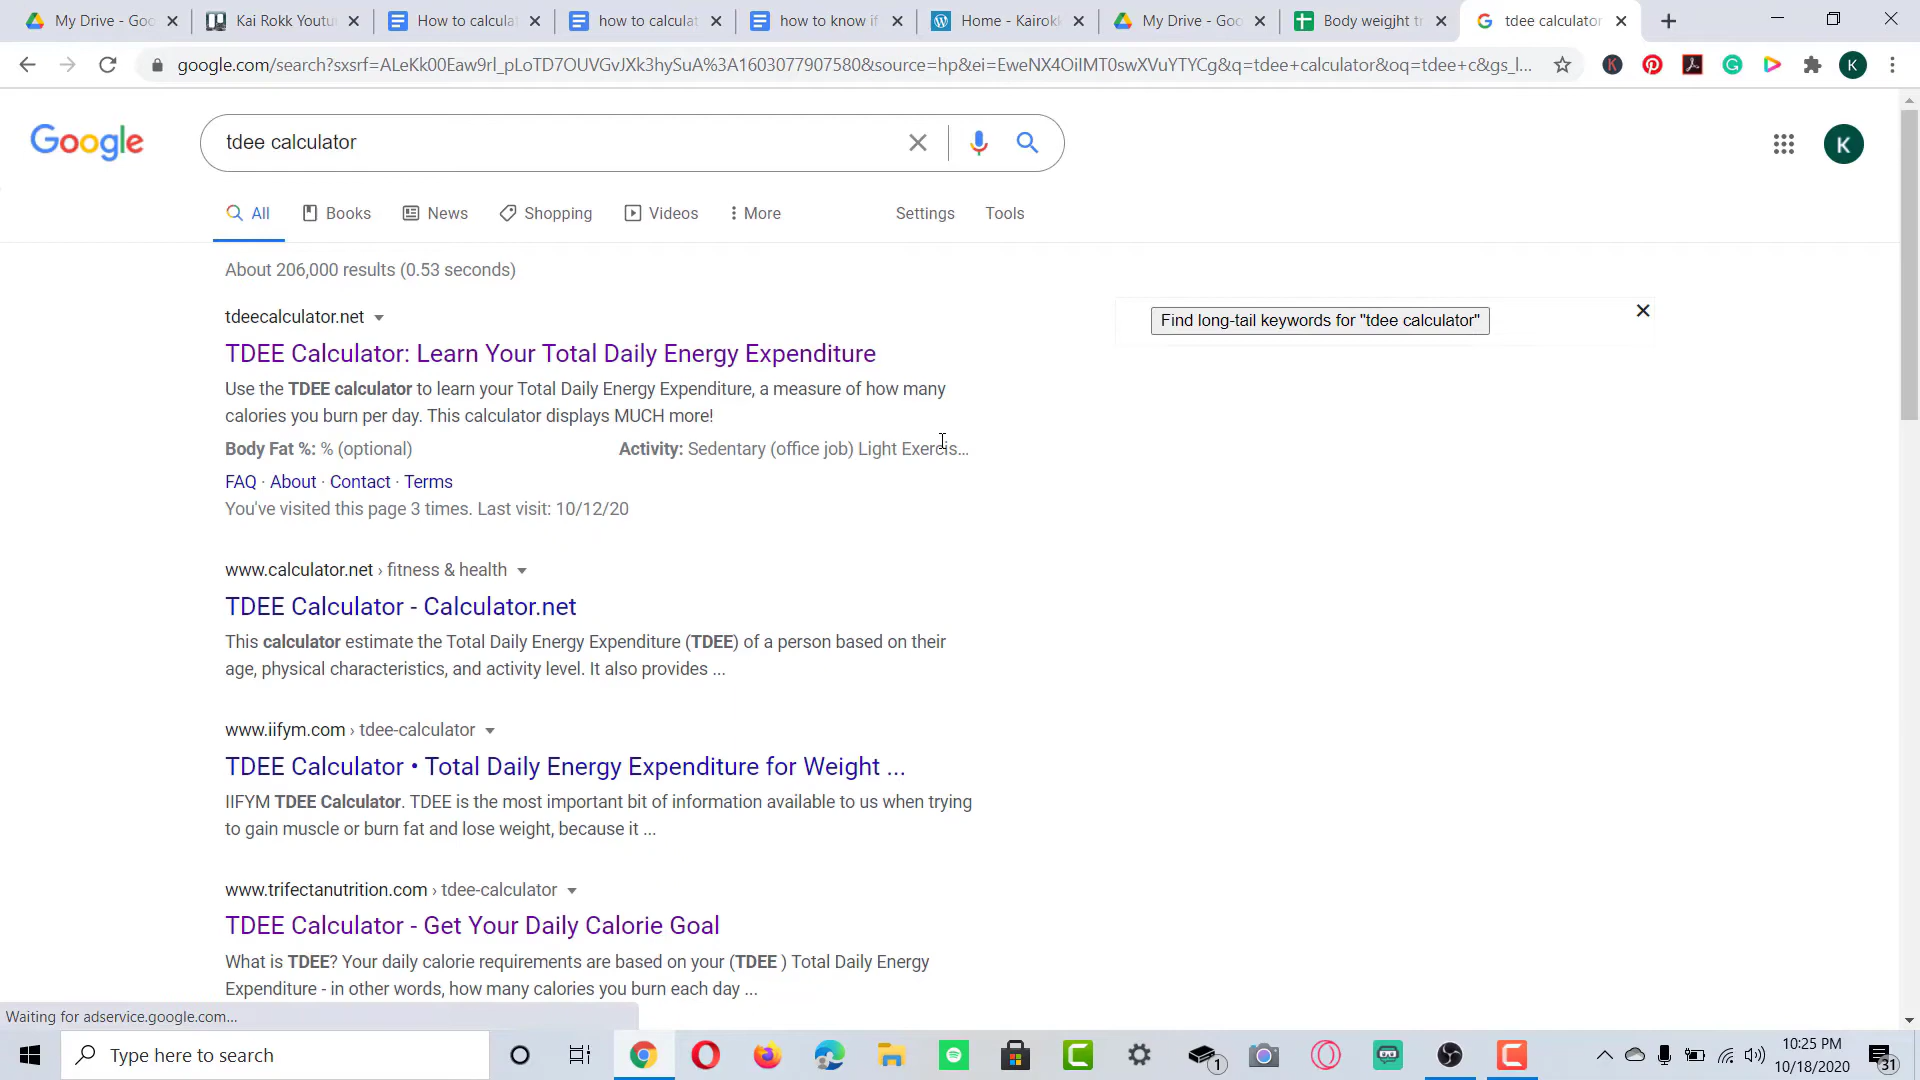 My Drive - Goo
Kai Rokk Youtu
How to calculat
how to calculat
how to know if
Home - Kairokk
My Drive - Goo
Body weigjht tr
tdee calculator
google.com/search?sxsrf=ALeKk00Eaw9rl_pLoTD7OUVGvJXk3hySuA%3A1603077907580&source=hp&ei=EweNX4OiIMT0swXVuYTYCg&q=tdee+calculator&oq=tdee+c&gs_l...
K
Google
tdee calculator
K
All
Books
News
Shopping
Videos
More
Settings
Tools
About 206,000 results (0.53 seconds)
Find long-tail keywords for "tdee calculator"
tdeecalculator.net
TDEE Calculator: Learn Your Total Daily Energy Expenditure
Use the TDEE calculator to learn your Total Daily Energy Expenditure, a measure of how many
calories you burn per day. This calculator displays MUCH more!
Body Fat %: % (optional)
Activity: Sedentary (office job) Light Exercis...
FAQ · About · Contact · Terms
You've visited this page 3 times. Last visit: 10/12/20
www.calculator.net › fitness & health
TDEE Calculator - Calculator.net
This calculator estimate the Total Daily Energy Expenditure (TDEE) of a person based on their
age, physical characteristics, and activity level. It also provides ...
www.iifym.com › tdee-calculator
TDEE Calculator • Total Daily Energy Expenditure for Weight ...
IIFYM TDEE Calculator. TDEE is the most important bit of information available to us when trying
to gain muscle or burn fat and lose weight, because it ...
www.trifectanutrition.com › tdee-calculator
TDEE Calculator - Get Your Daily Calorie Goal
What is TDEE? Your daily calorie requirements are based on your (TDEE ) Total Daily Energy
Expenditure - in other words, how many calories you burn each day ...
Waiting for adservice.google.com...
Type here to search
1
10:25 PM
10/18/2020
31